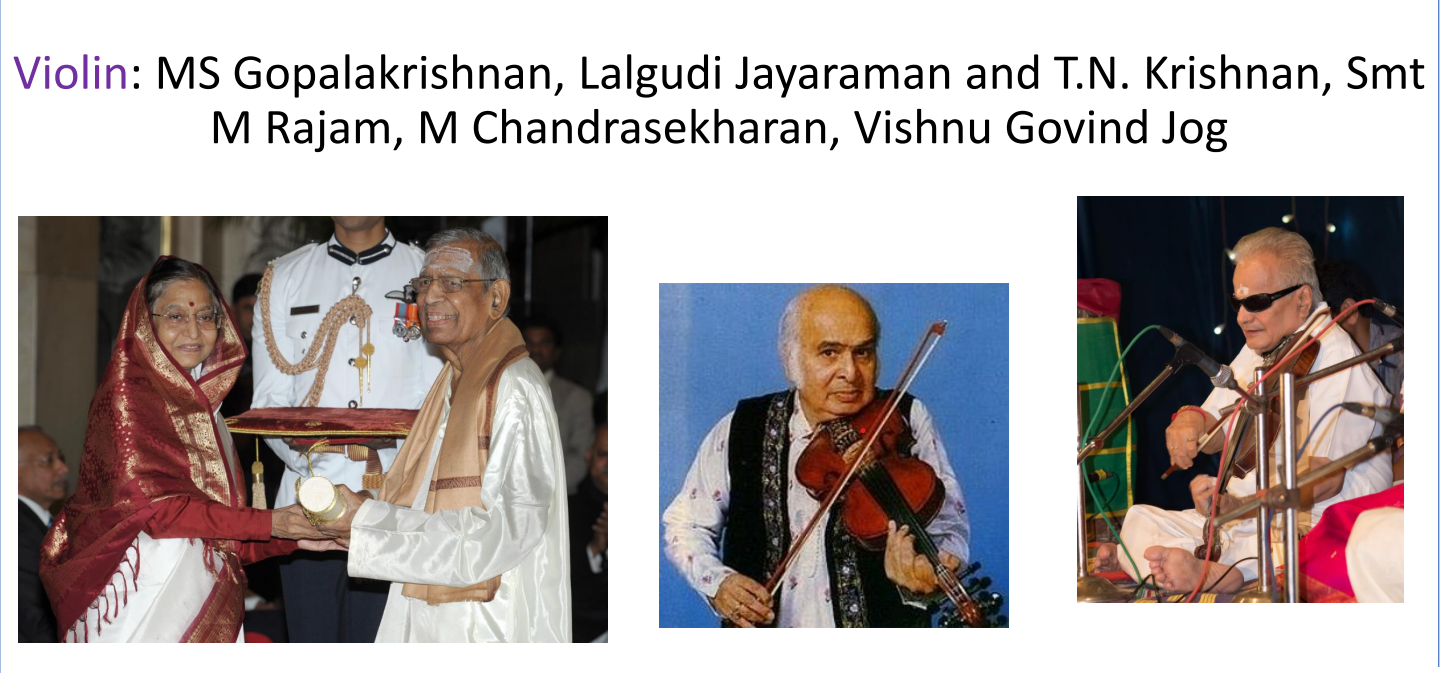 Violin: MS Gopalakrishnan, Lalgudi Jayaraman and T.N. Krishnan, Smt
M Rajam, M Chandrasekharan, Vishnu Govind Jog